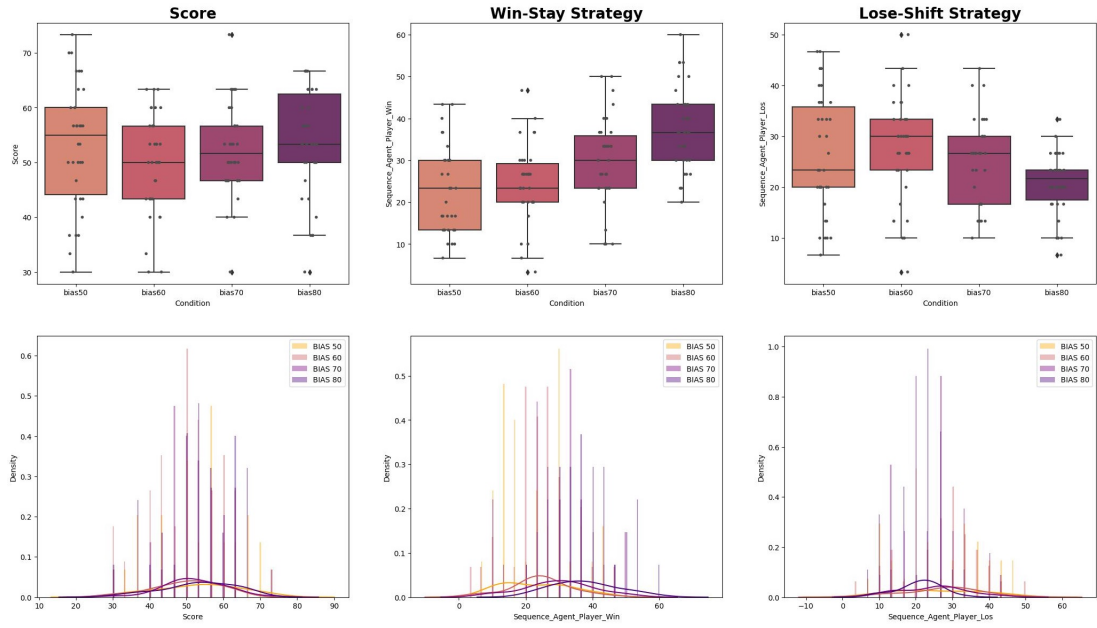 Score
Score
70
60
50
40
30
bias50
bias60
bias70
bias80
Condition
Win-Stay Strategy
Sequence_Agent_Player_Win
60
50
40
30
20
10
bias50
bias60
bias70
bias80
Condition
Lose-Shift Strategy
Sequence_Agent_Player_Los
50
40
30
20
10
bias50
bias60
bias70
bias80
Condition
Density
0.6
0.5
0.4
0.3
0.2
0.1
0.0
10
20
30
40
50
60
70
80
90
Score
BIAS 50
BIAS 60
BIAS 70
BIAS 80
Density
0.5
0.4
0.3
0.2
0.1
0.0
0
20
40
60
Sequence_Agent_Player_Win
BIAS 50
BIAS 60
BIAS 70
BIAS 80
Density
1.0
0.8
0.6
0.4
0.2
0.0
−10
0
10
20
30
40
50
60
Sequence_Agent_Player_Los
BIAS 50
BIAS 60
BIAS 70
BIAS 80